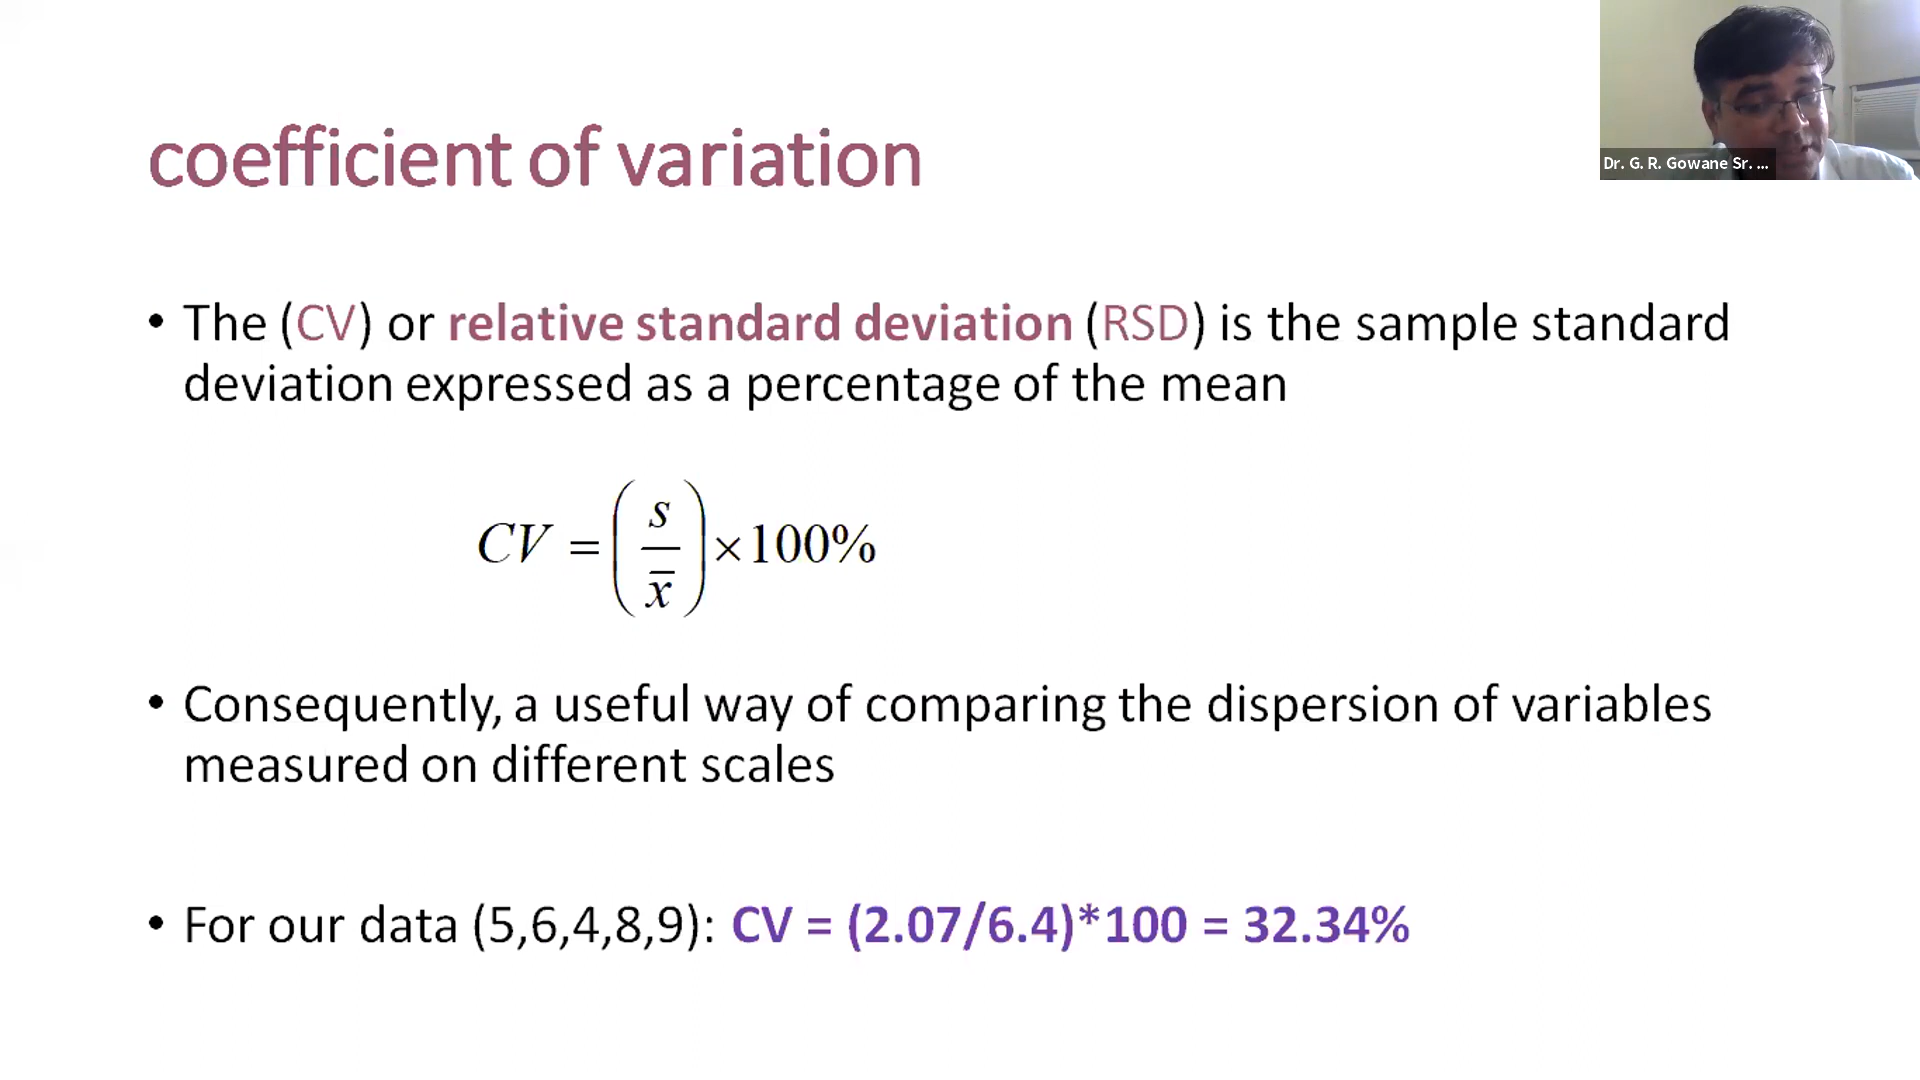 coefficient of variation
Dr. G. R. Gowane Sr. ...
• The (CV) or relative standard deviation (RSD) is the sample standard
deviation expressed as a percentage of the mean
CV = (s/x̅) ×100%
• Consequently, a useful way of comparing the dispersion of variables
measured on different scales
• For our data (5,6,4,8,9): CV = (2.07/6.4)*100 = 32.34%